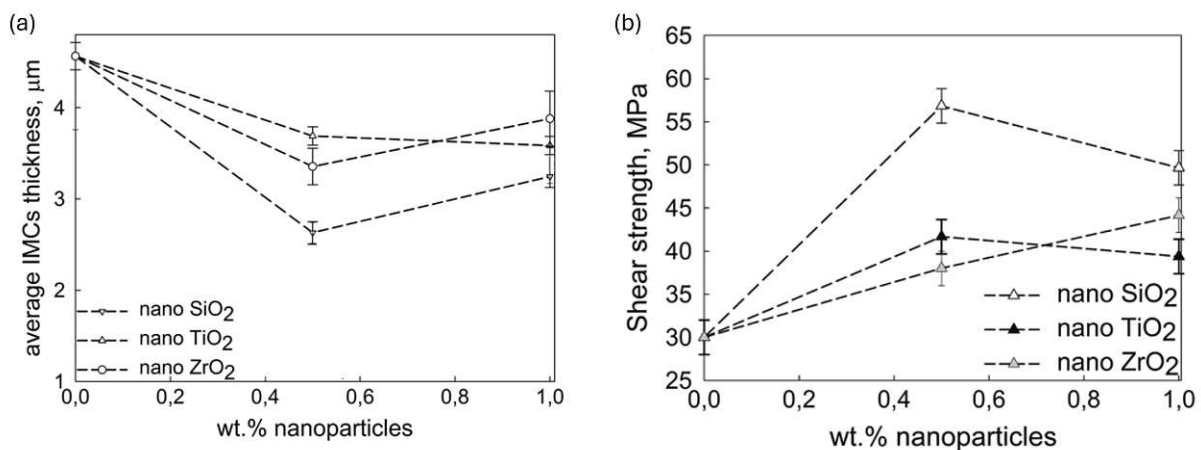 (a)
average IMCs thickness, μm
4
3
2
1
nano SiO₂
nano TiO₂
nano ZrO₂
0,0 0,2 0,4 0,6 0,8 1,0
wt.% nanoparticles
(b)
Shear strength, MPa
65
60
55
50
45
40
35
30
25
nano SiO₂
nano TiO₂
nano ZrO₂
0,0 0,2 0,4 0,6 0,8 1,0
wt.% nanoparticles